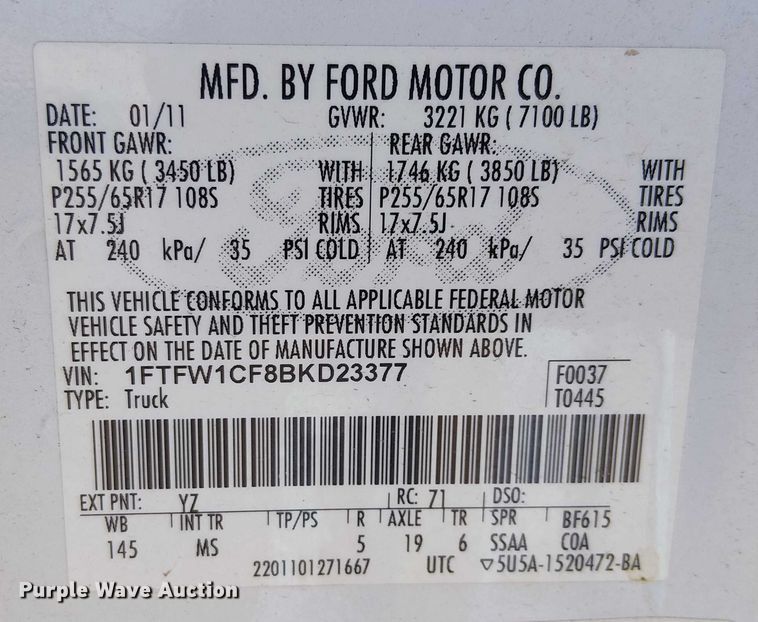 MFD. BY FORD MOTOR CO.
DATE: 01/11 GVWR: 3221 KG ( 7100 LB)
FRONT GAWR: REAR GAWR:
1565 KG ( 3450 LB) WITH 1746 KG ( 3850 LB) WITH
P255/65R17 108S TIRES P255/65R17 108S TIRES
17x7.5J RIMS 17x7.5J RIMS
AT 240 kPa/ 35 PSI COLD AT 240 kPa/ 35 PSI COLD
Ford
THIS VEHICLE CONFORMS TO ALL APPLICABLE FEDERAL MOTOR
VEHICLE SAFETY AND THEFT PREVENTION STANDARDS IN
EFFECT ON THE DATE OF MANUFACTURE SHOWN ABOVE.
VIN: 1FTFW1CF8BKD23377 F0037
TYPE: Truck T0445
EXT PNT: YZ RC: 71 DSO:
WB INT TR TP/PS R AXLE TR SPR BF615
145 MS 5 19 6 SSAA COA
2201101271667 UTC ▽5U5A-1520472-BA
Purple Wave Auction